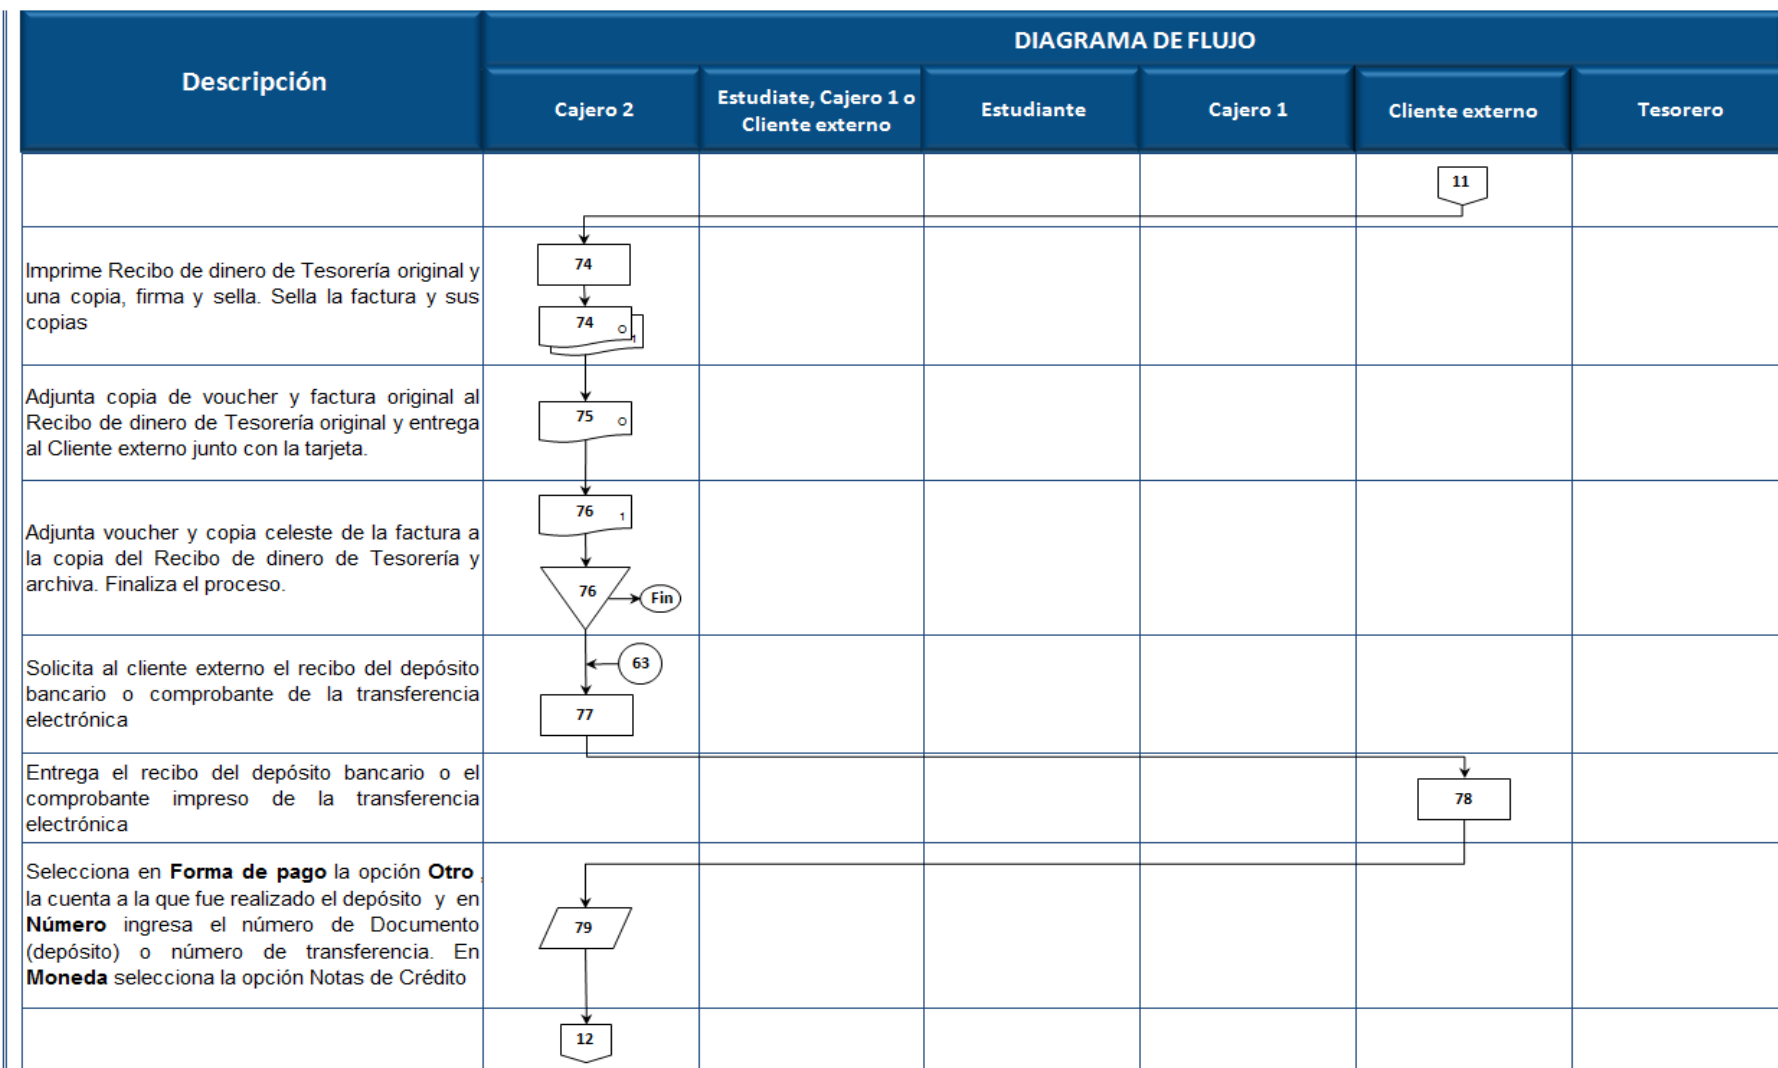 DIAGRAMA DE FLUJO
Descripción
Cajero 2
Estudiate, Cajero 1 o
Cliente externo
Estudiante
Cajero 1
Cliente externo
Tesorero
11
Imprime Recibo de dinero de Tesorería original y
una copia, firma y sella. Sella la factura y sus
copias
74
74
O
1
Adjunta copia de voucher y factura original al
Recibo de dinero de Tesorería original y entrega
al Cliente externo junto con la tarjeta.
75
O
Adjunta voucher y copia celeste de la factura a
la copia del Recibo de dinero de Tesorería y
archiva. Finaliza el proceso.
76
1
76
Fin
Solicita al cliente externo el recibo del depósito
bancario o comprobante de la transferencia
electrónica
63
77
Entrega el recibo del depósito bancario o el
comprobante impreso de la transferencia
electrónica
78
Selecciona en Forma de pago la opción Otro ,
la cuenta a la que fue realizado el depósito y en
Número ingresa el número de Documento
(depósito) o número de transferencia. En
Moneda selecciona la opción Notas de Crédito
79
12